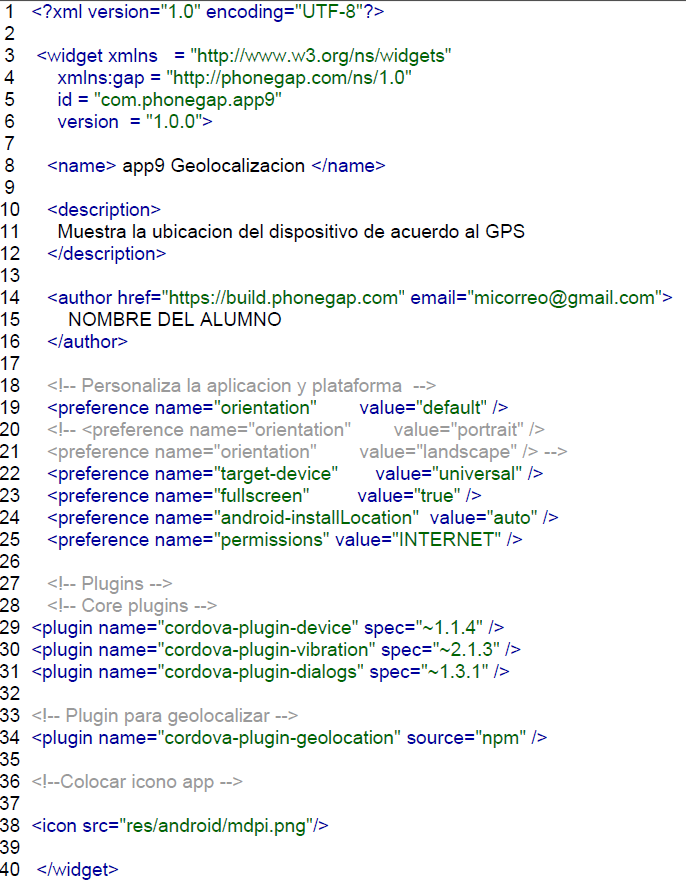 1 <?xml version="1.0" encoding="UTF-8"?>
2
3 <widget xmlns = "http://www.w3.org/ns/widgets"
4 xmlns:gap = "http://phonegap.com/ns/1.0"
5 id = "com.phonegap.app9"
6 version = "1.0.0">
7
8 <name> app9 Geolocalizacion </name>
9
10 <description>
11 Muestra la ubicacion del dispositivo de acuerdo al GPS
12 </description>
13
14 <author href="https://build.phonegap.com" email="micorreo@gmail.com">
15 NOMBRE DEL ALUMNO
16 </author>
17
18 <!-- Personaliza la aplicacion y plataforma -->
19 <preference name="orientation" value="default" />
20 <!-- <preference name="orientation" value="portrait" />
21 <preference name="orientation" value="landscape" /> -->
22 <preference name="target-device" value="universal" />
23 <preference name="fullscreen" value="true" />
24 <preference name="android-installLocation" value="auto" />
25 <preference name="permissions" value="INTERNET" />
26
27 <!-- Plugins -->
28 <!-- Core plugins -->
29 <plugin name="cordova-plugin-device" spec="~1.1.4" />
30 <plugin name="cordova-plugin-vibration" spec="~2.1.3" />
31 <plugin name="cordova-plugin-dialogs" spec="~1.3.1" />
32
33 <!-- Plugin para geolocalizar -->
34 <plugin name="cordova-plugin-geolocation" source="npm" />
35
36 <!--Colocar icono app -->
37
38 <icon src="res/android/mdpi.png"/>
39
40 </widget>